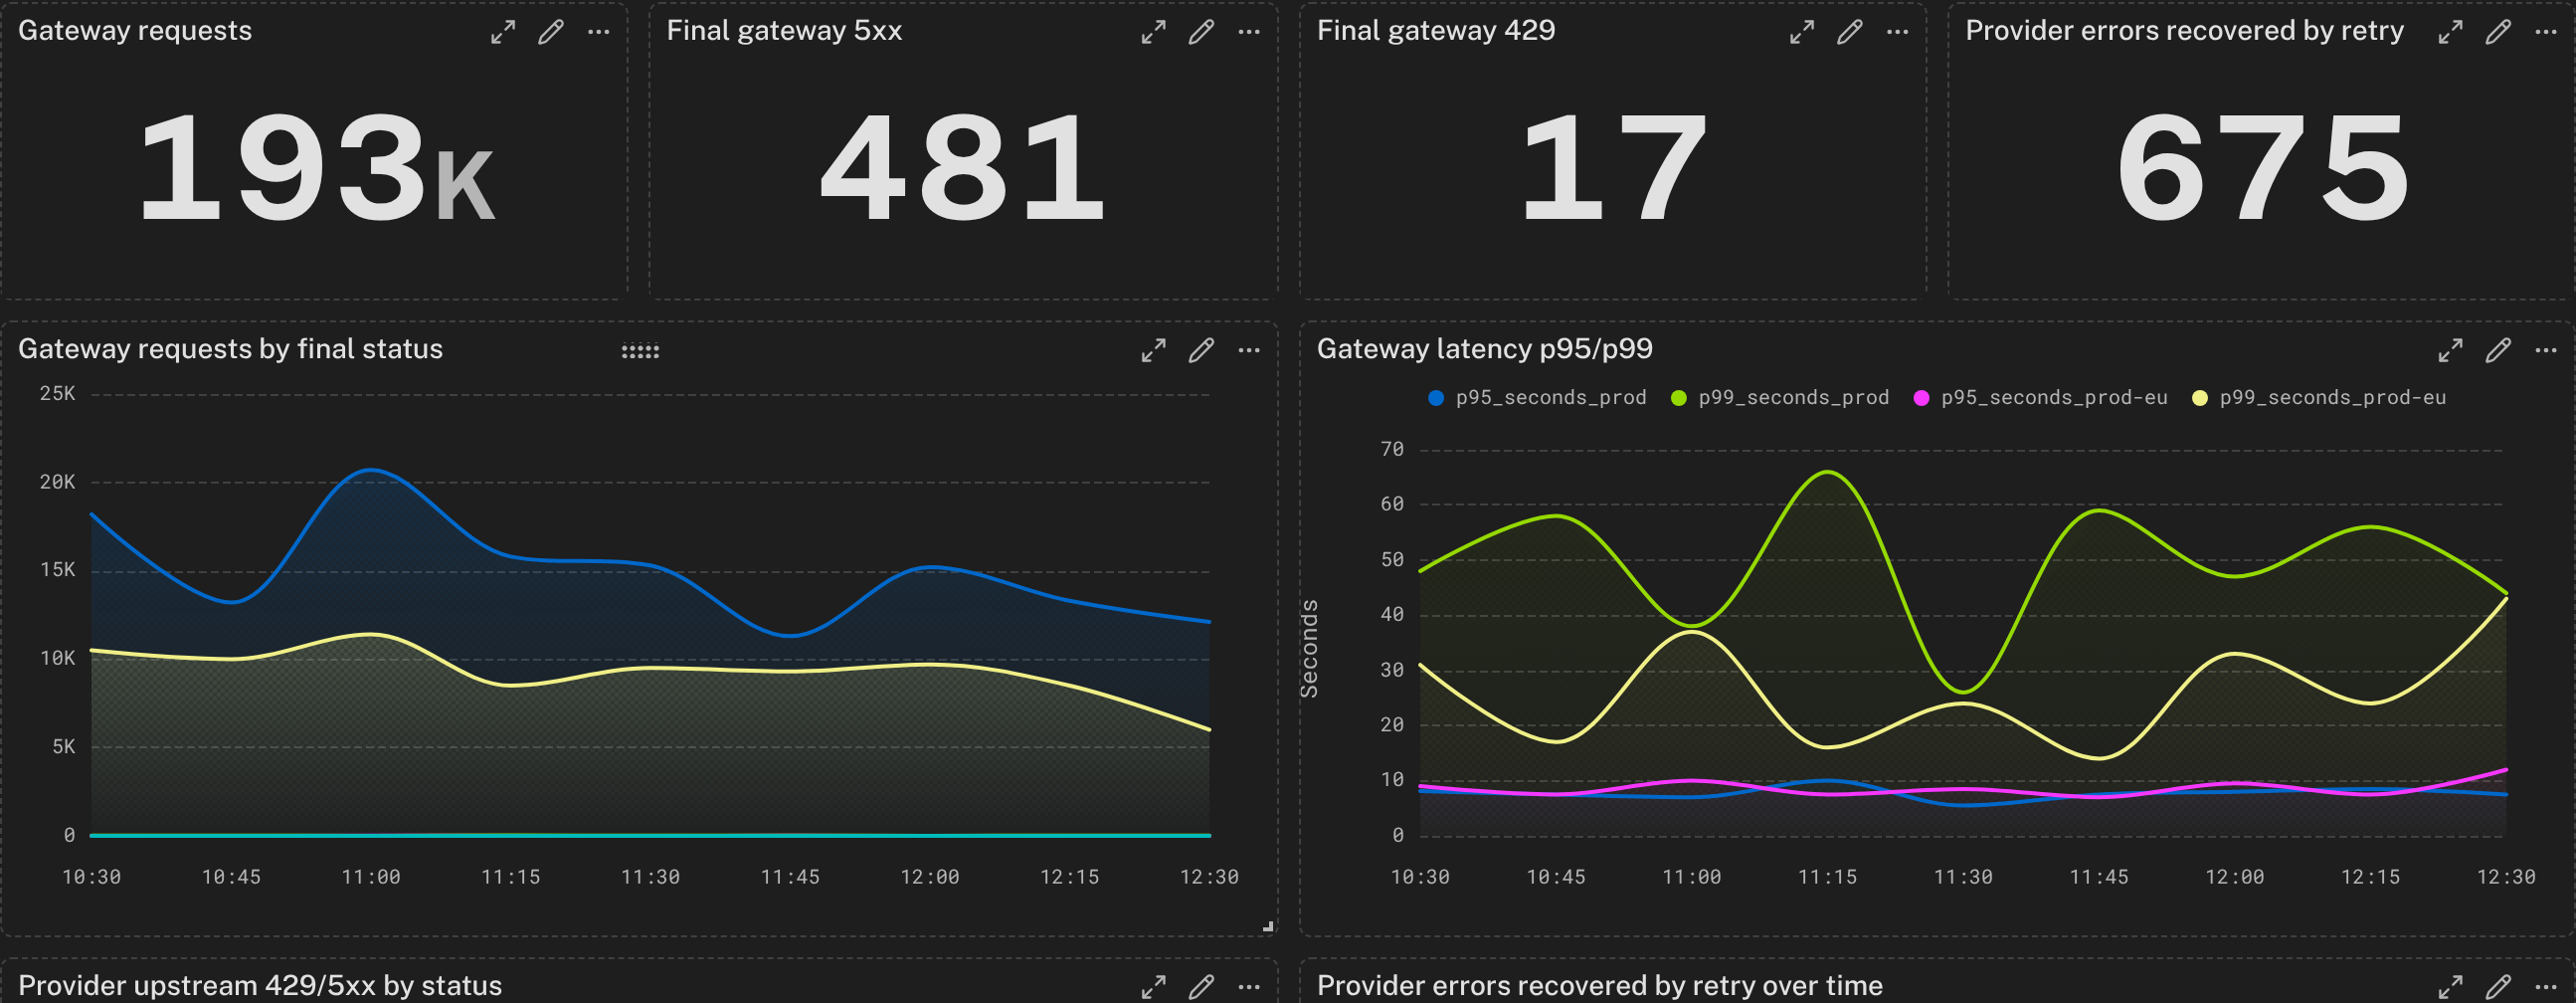 Gateway requests
193K
Final gateway 5xx
481
Final gateway 429
17
Provider errors recovered by retry
675
Gateway requests by final status
25K
20K
15K
10K
5K
0
10:30 10:45 11:00 11:15 11:30 11:45 12:00 12:15 12:30
Gateway latency p95/p99
p95_seconds_prod p99_seconds_prod p95_seconds_prod-eu p99_seconds_prod-eu
Seconds
70
60
50
40
30
20
10
0
10:30 10:45 11:00 11:15 11:30 11:45 12:00 12:15 12:30
Provider upstream 429/5xx by status
Provider errors recovered by retry over time